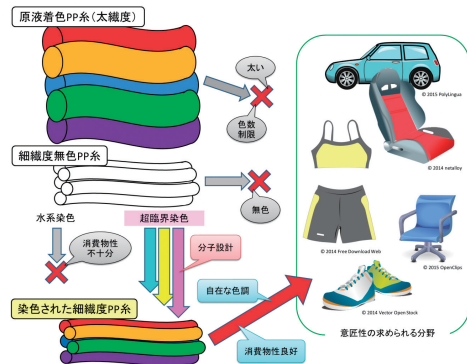 原液着色PP糸(太繊度)
太い
色数
制限
細繊度無色PP糸
無色
水系染色
超臨界染色
消費物性
不十分
分子設計
染色された細繊度PP糸
自在な色調
消費物性良好
© 2015 PolyLingua
© 2014 netalloy
© 2014 Free Download Web
© 2015 OpenClips
© 2014 Vector Open Stock
意匠性の求められる分野